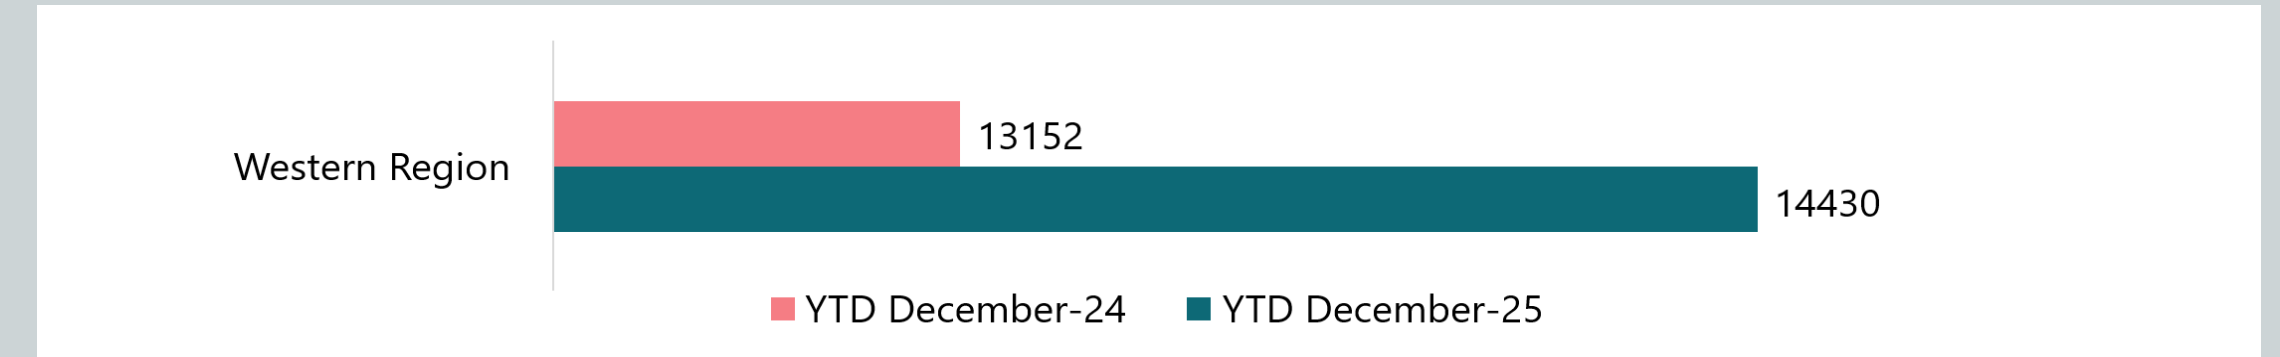 13152
Western Region
14430
YTD December-24 YTD December-25